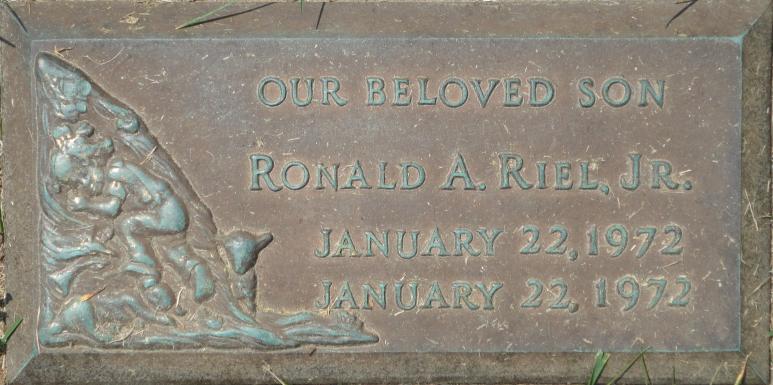 OUR BELOVED SON
RONALD A. RIEL, JR.
JANUARY 22, 1972
JANUARY 22, 1972